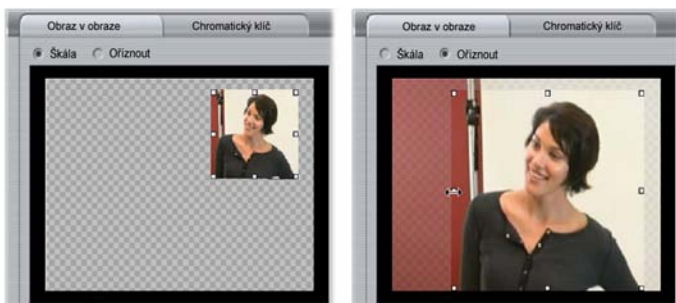 Obraz v obraze
Chromatický klíč
Škála
Oříznout
Obraz v obraze
Chromatický klíč
Škála
Oříznout